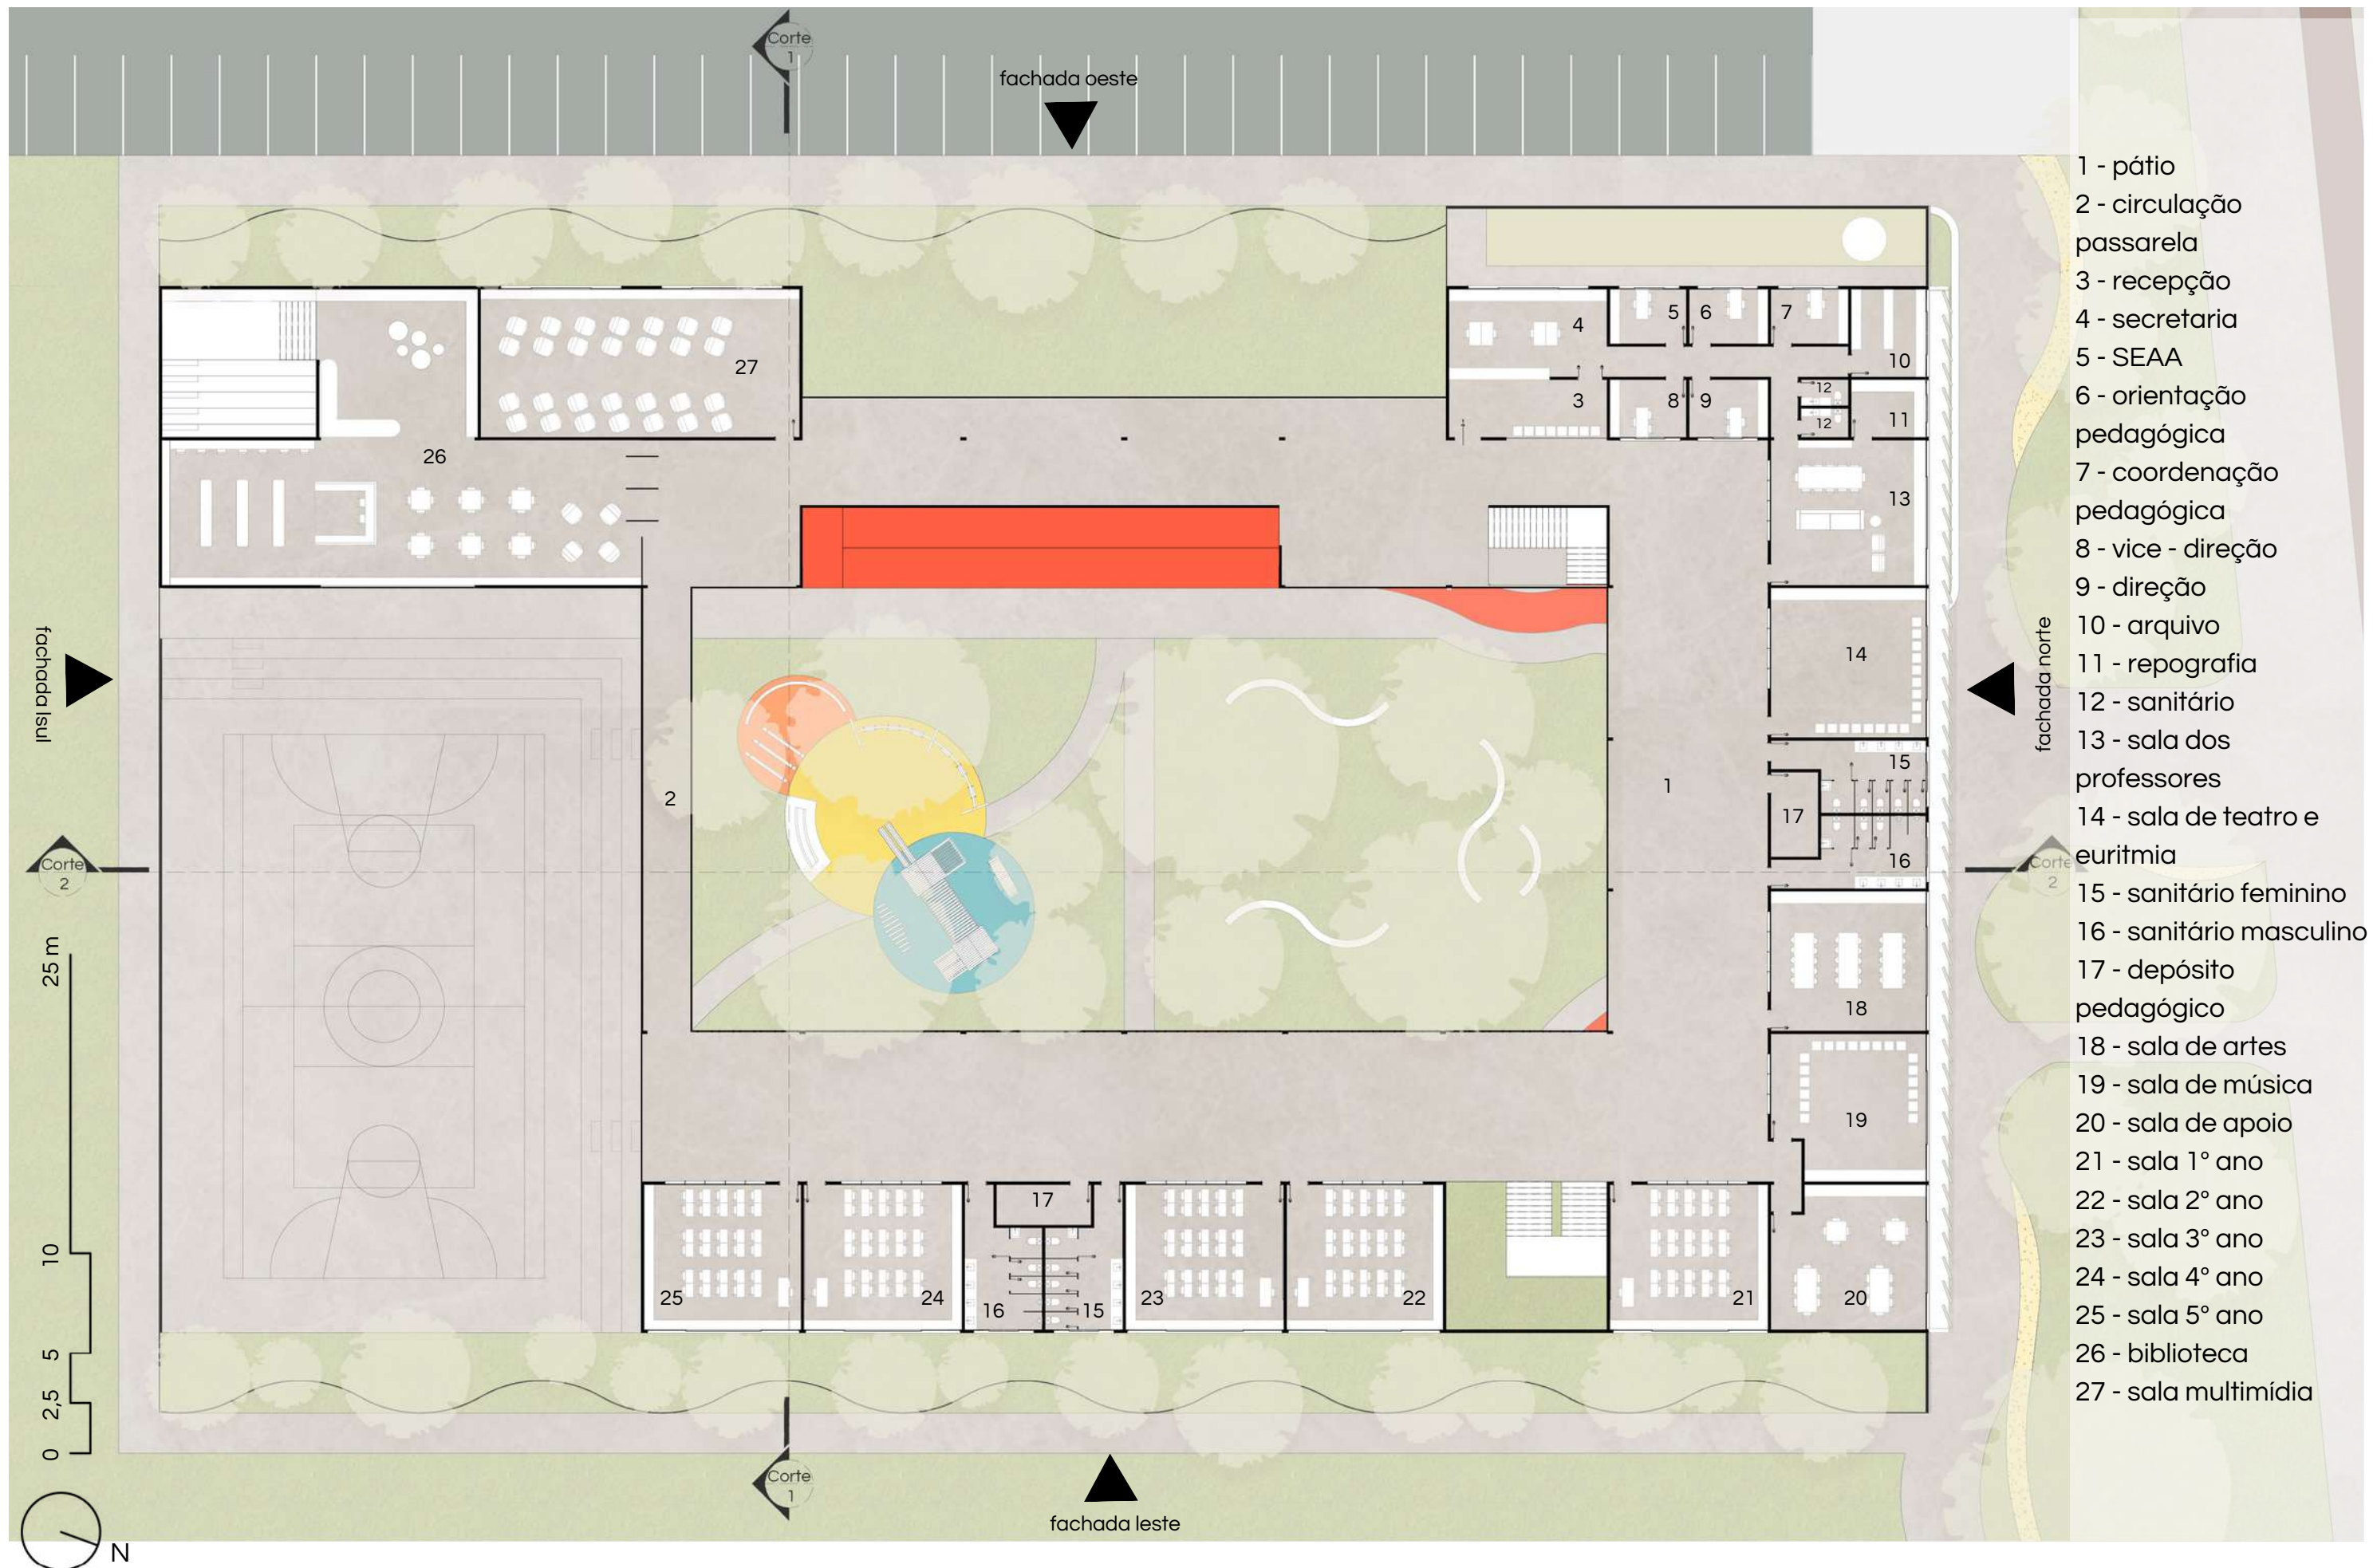 Corte
1
fachada oeste
27
4
5
6
7
10
12
12
3
8
9
11
26
13
14
fachada lsul
fachada norte
2
1
15
17
16
Corte
2
Corte
2
18
19
25 m
10
5
2,5
0
25
24
17
16
15
23
22
21
20
Corte
1
fachada leste
N
1 - pátio
2 - circulação
passarela
3 - recepção
4 - secretaria
5 - SEAA
6 - orientação
pedagógica
7 - coordenação
pedagógica
8 - vice - direção
9 - direção
10 - arquivo
11 - repografia
12 - sanitário
13 - sala dos
professores
14 - sala de teatro e
euritmia
15 - sanitário feminino
16 - sanitário masculino
17 - depósito
pedagógico
18 - sala de artes
19 - sala de música
20 - sala de apoio
21 - sala 1° ano
22 - sala 2° ano
23 - sala 3° ano
24 - sala 4° ano
25 - sala 5° ano
26 - biblioteca
27 - sala multimídia